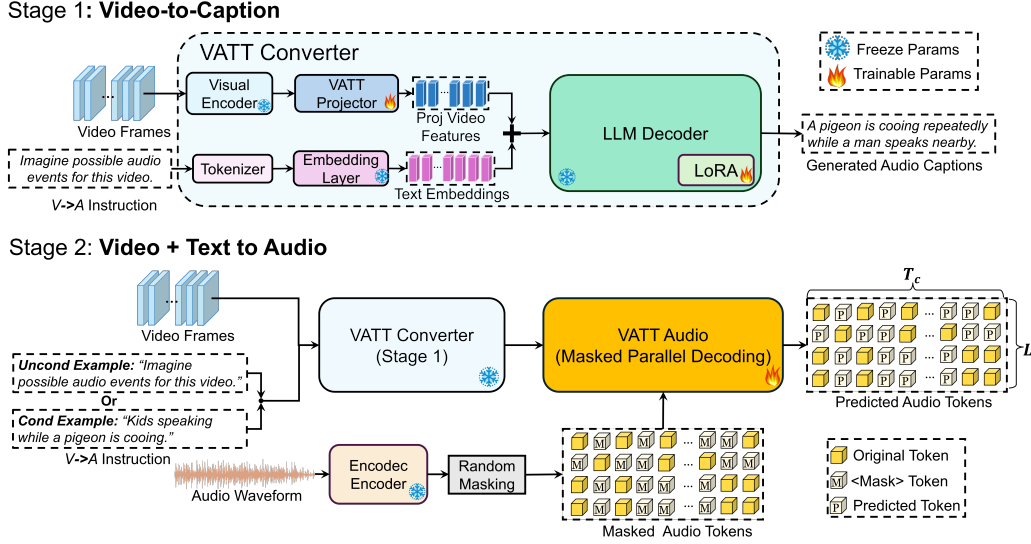 Stage 1: Video-to-Caption
VATT Converter
Freeze Params
Trainable Params
Visual
Encoder
VATT
Projector
...
...
Video Frames
Proj Video
Features
LLM Decoder
LoRA
A pigeon is cooing repeatedly
while a man speaks nearby.
Generated Audio Captions
Imagine possible audio
events for this video.
V->A Instruction
Tokenizer
Embedding
Layer
...
Text Embeddings
Stage 2: Video + Text to Audio
...
Video Frames
Uncond Example: “Imagine
possible audio events for this video.”
Or
Cond Example: “Kids speaking
while a pigeon is cooing.”
V->A Instruction
VATT Converter
(Stage 1)
VATT Audio
(Masked Parallel Decoding)
T_c
P P P ... P P
P P P ... P P
P P P ... P
P P P ... P
L
Predicted Audio Tokens
Audio Waveform
Encodec
Encoder
Random
Masking
M M M ... M M
M M M ... M M
M M M ... M
M M M ... M
Masked Audio Tokens
Original Token
M <Mask> Token
P Predicted Token